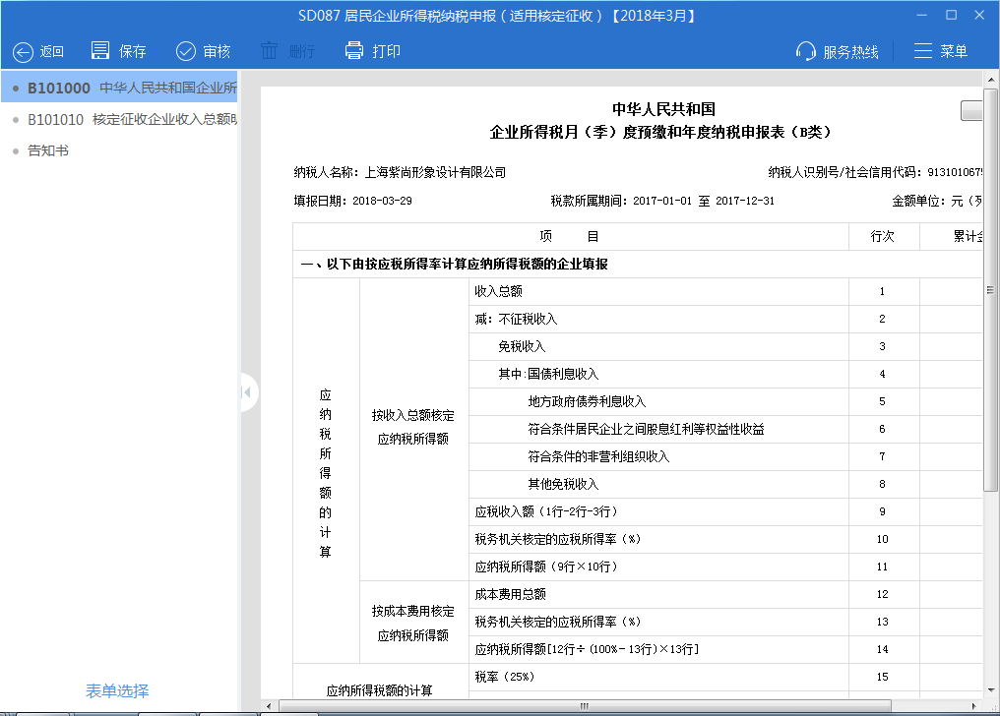 SD087 居民企业所得税纳税申报（适用核定征收）【2018年3月】
返回 保存 审核 删行 打印 服务热线 菜单
B101000 中华人民共和国企业所
B101010 核定征收企业收入总额
告知书
表单选择
中华人民共和国
企业所得税月（季）度预缴和年度纳税申报表（B类）
纳税人名称：上海紫尚形象设计有限公司 纳税人识别号/社会信用代码：913101067
填报日期：2018-03-29 税款所属期间：2017-01-01 至 2017-12-31 金额单位：元（
项 目 行次 累计
一、以下由按应税所得率计算应纳所得税额的企业填报
应纳税所得额的计算
按收入总额核定
应纳税所得额
收入总额 1
减：不征税收入 2
免税收入 3
其中:国债利息收入 4
地方政府债券利息收入 5
符合条件居民企业之间股息红利等权益性收益 6
符合条件的非营利组织收入 7
其他免税收入 8
应税收入额（1行-2行-3行） 9
税务机关核定的应税所得率（%） 10
应纳税所得额（9行×10行） 11
按成本费用核定
应纳税所得额
成本费用总额 12
税务机关核定的应税所得率（%） 13
应纳税所得额[12行÷（100%－13行）×13行] 14
应纳所得税额的计算
税率（25%） 15